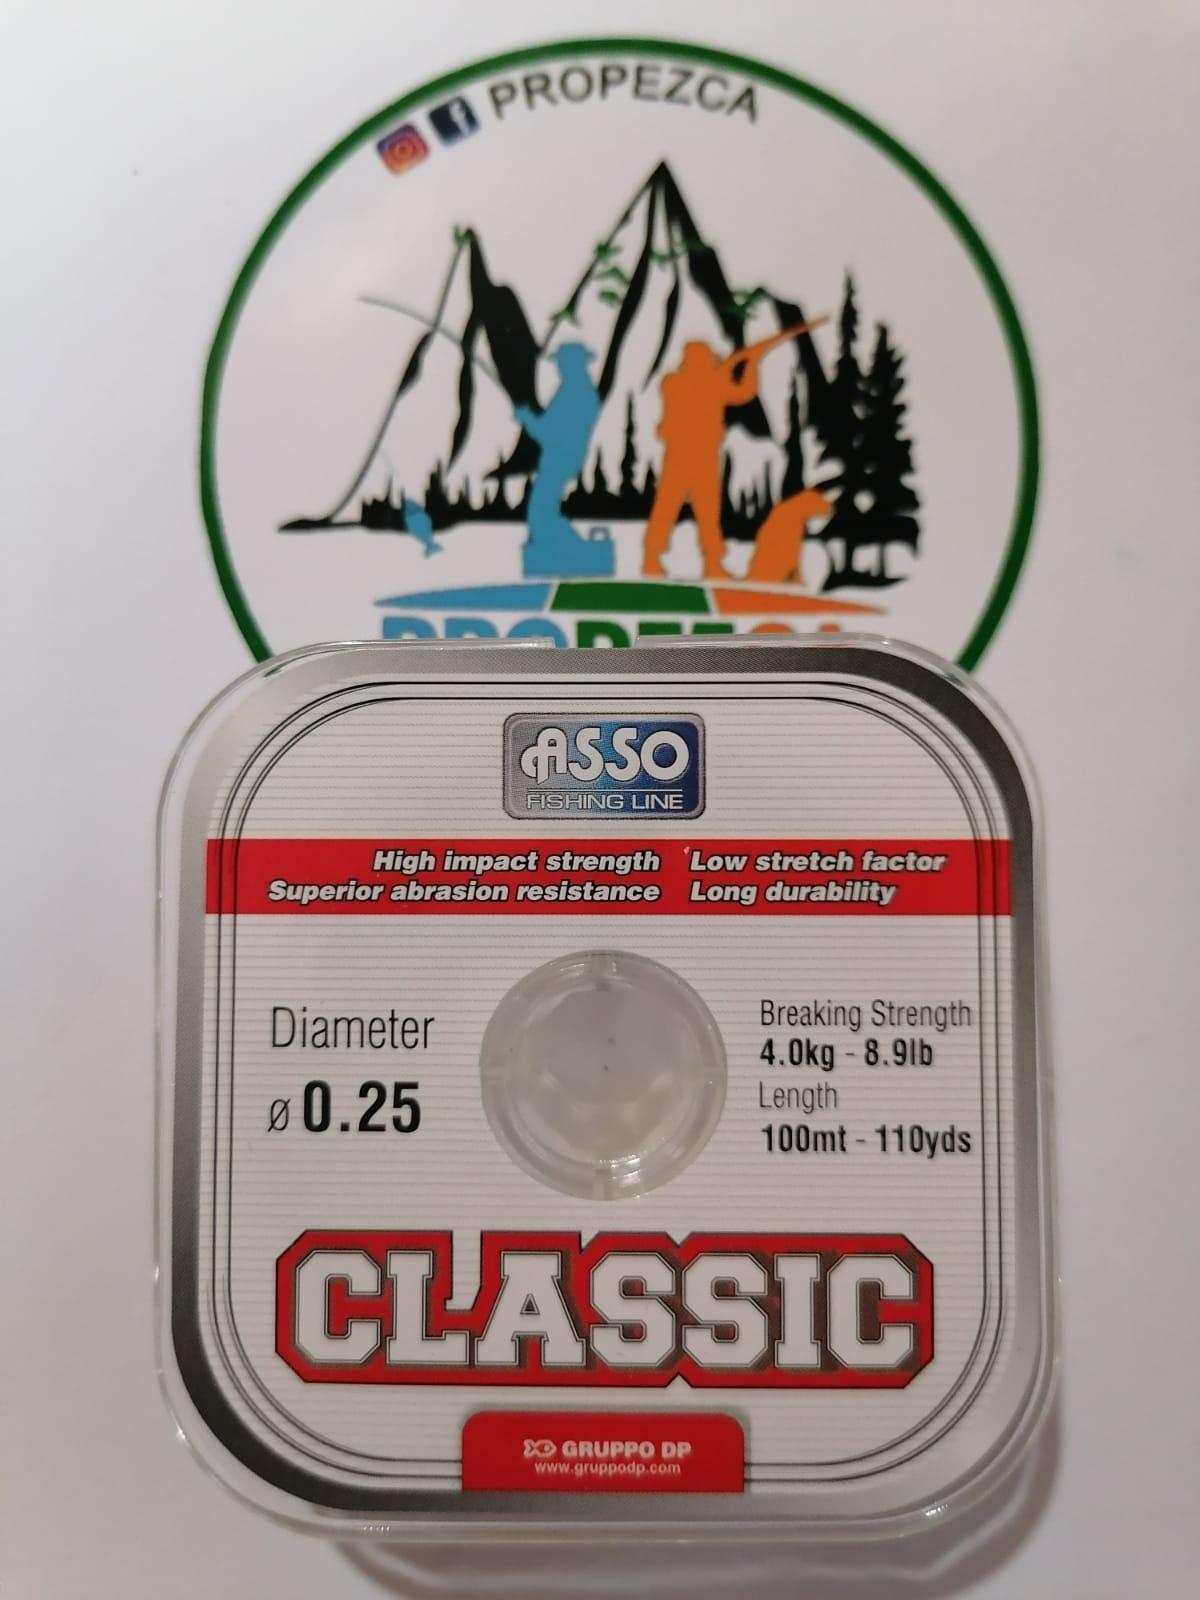 PROPEZCA
ASSO
FISHING LINE
High impact strength Low stretch factor
Superior abrasion resistance Long durability
Diameter
ø 0.25
Breaking Strength
4.0kg - 8.9lb
Length
100mt - 110yds
CLASSIC
GRUPPO DP
www.gruppodp.com